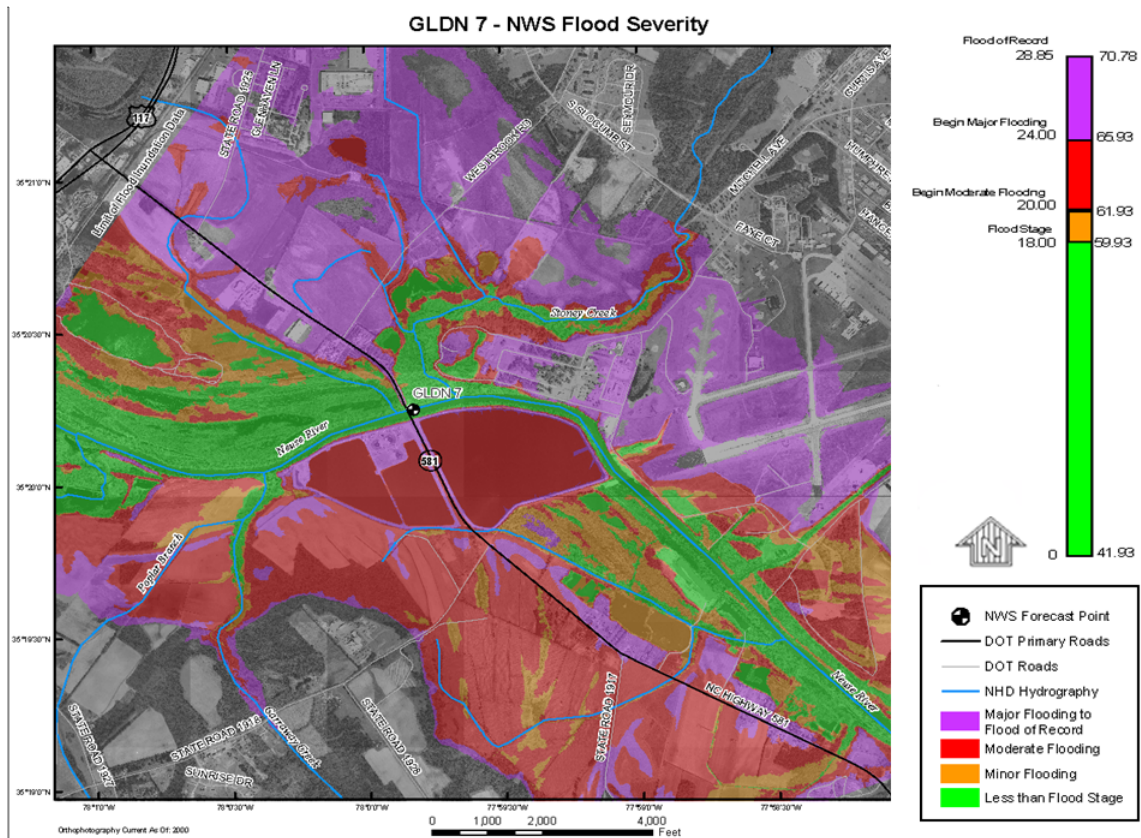 GLDN 7 - NWS Flood Severity
117
Limit of Flood Inundation Data
STATE ROAD 1925
GLENHAVEN LN
WESTBROOK RD
S SLOCUMB ST
SEYMOUR DR
MITCHELL AVE
FAYE CT
CURTIS AVE
35°21'0"N
35°20'30"N
35°20'0"N
35°19'30"N
35°19'0"N
Stoney Creek
GLDN 7
Neuse River
581
Poplar Branch
Neuse River
NC HIGHWAY 581
STATE ROAD 1917
STATE ROAD 1918
STATE ROAD 1928
STATE ROAD 1927
SUNRISE DR
78°1'0"W
78°0'30"W
78°0'0"W
77°59'30"W
77°59'0"W
77°58'30"W
Orthophotography Current As Of: 2000
0 1,000 2,000 4,000
Feet
Flood of Record
28.85 70.78
Begin Major Flooding
24.00 65.93
Begin Moderate Flooding
20.00 61.93
Flood Stage
18.00 59.93
0 41.93
N
NWS Forecast Point
DOT Primary Roads
DOT Roads
NHD Hydrography
Major Flooding to
Flood of Record
Moderate Flooding
Minor Flooding
Less than Flood Stage